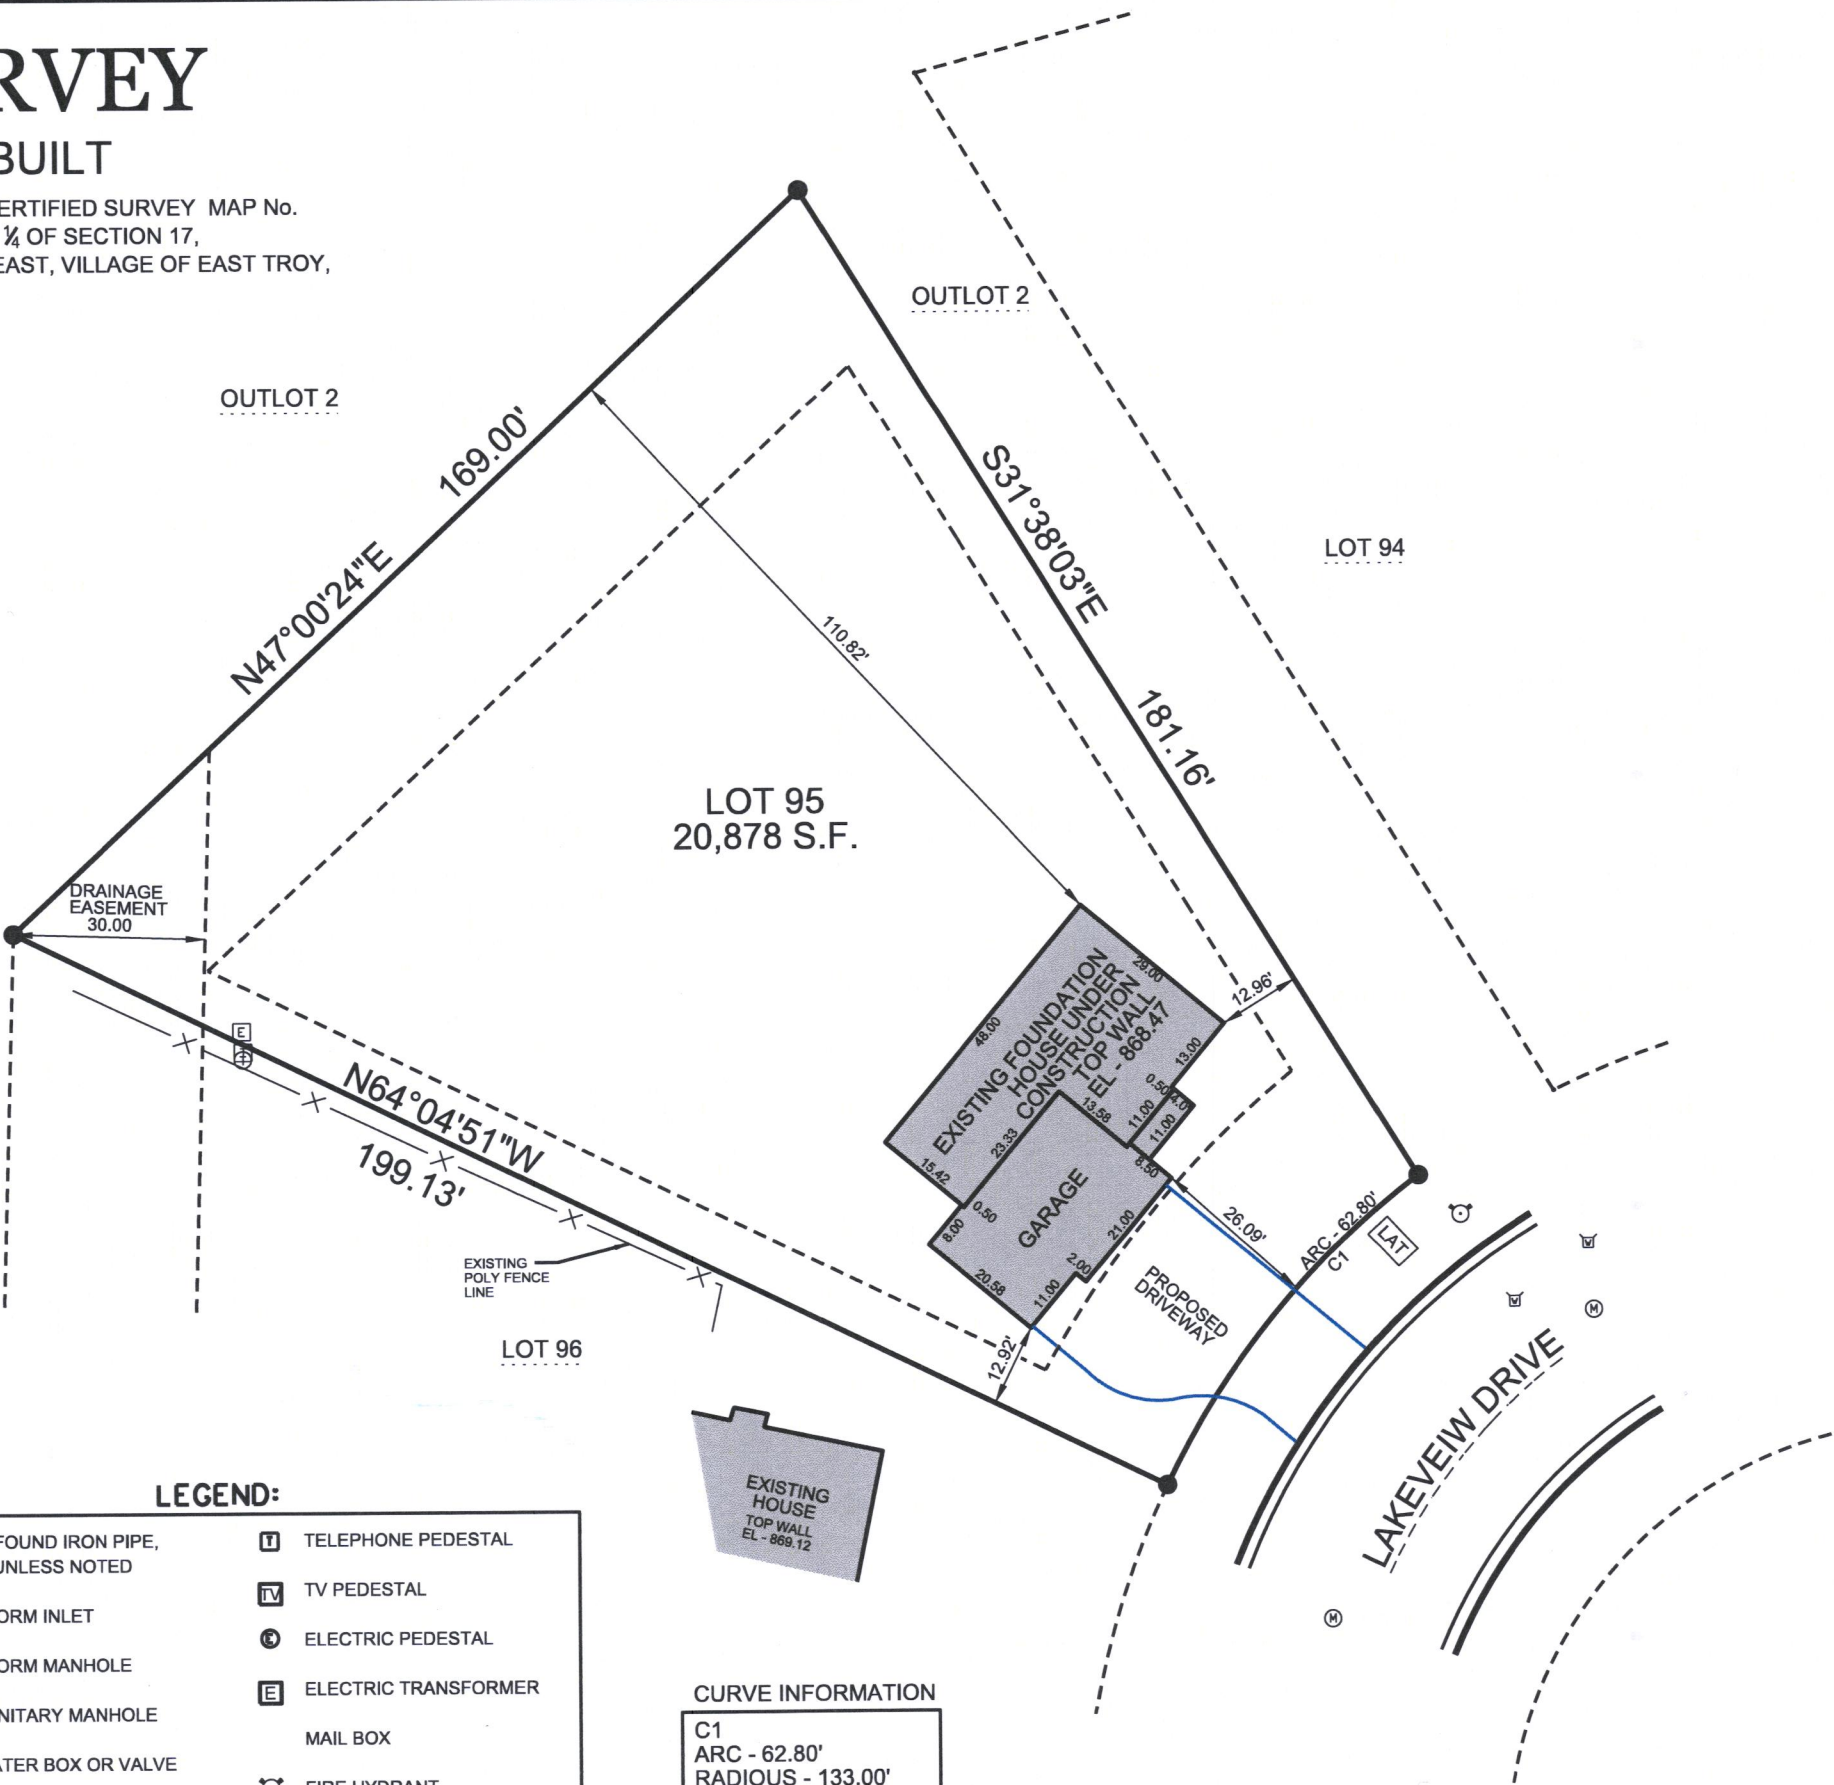 RVEY
BUILT
ERTIFIED SURVEY MAP No.
¼ OF SECTION 17,
EAST, VILLAGE OF EAST TROY,
OUTLOT 2
OUTLOT 2
169.00'
N47°00'24"E
S31°38'03"E
181.16'
LOT 94
110.82'
LOT 95
20,878 S.F.
DRAINAGE
EASEMENT
30.00
E
N64°04'51"W
199.13'
EXISTING
POLY FENCE
LINE
LOT 96
EXISTING FOUNDATION
HOUSE UNDER
CONSTRUCTION
TOP WALL
EL - 868.47
29.00
48.00
12.96'
13.00
0.50
4.0
11.00
11.00
13.58
23.33
15.42
0.50
8.00
8.50
GARAGE
21.00
2.00
11.00
20.58
12.92'
26.09'
PROPOSED
DRIVEWAY
ARC - 62.80'
C1
LAT
M
M
LAKEVEIW DRIVE
EXISTING
HOUSE
TOP WALL
EL - 869.12
LEGEND:
FOUND IRON PIPE,
UNLESS NOTED
ORM INLET
ORM MANHOLE
NITARY MANHOLE
ATER BOX OR VALVE
T TELEPHONE PEDESTAL
TV TV PEDESTAL
E ELECTRIC PEDESTAL
E ELECTRIC TRANSFORMER
MAIL BOX
FIRE HYDRANT
CURVE INFORMATION
C1
ARC - 62.80'
RADIOUS - 133.00'